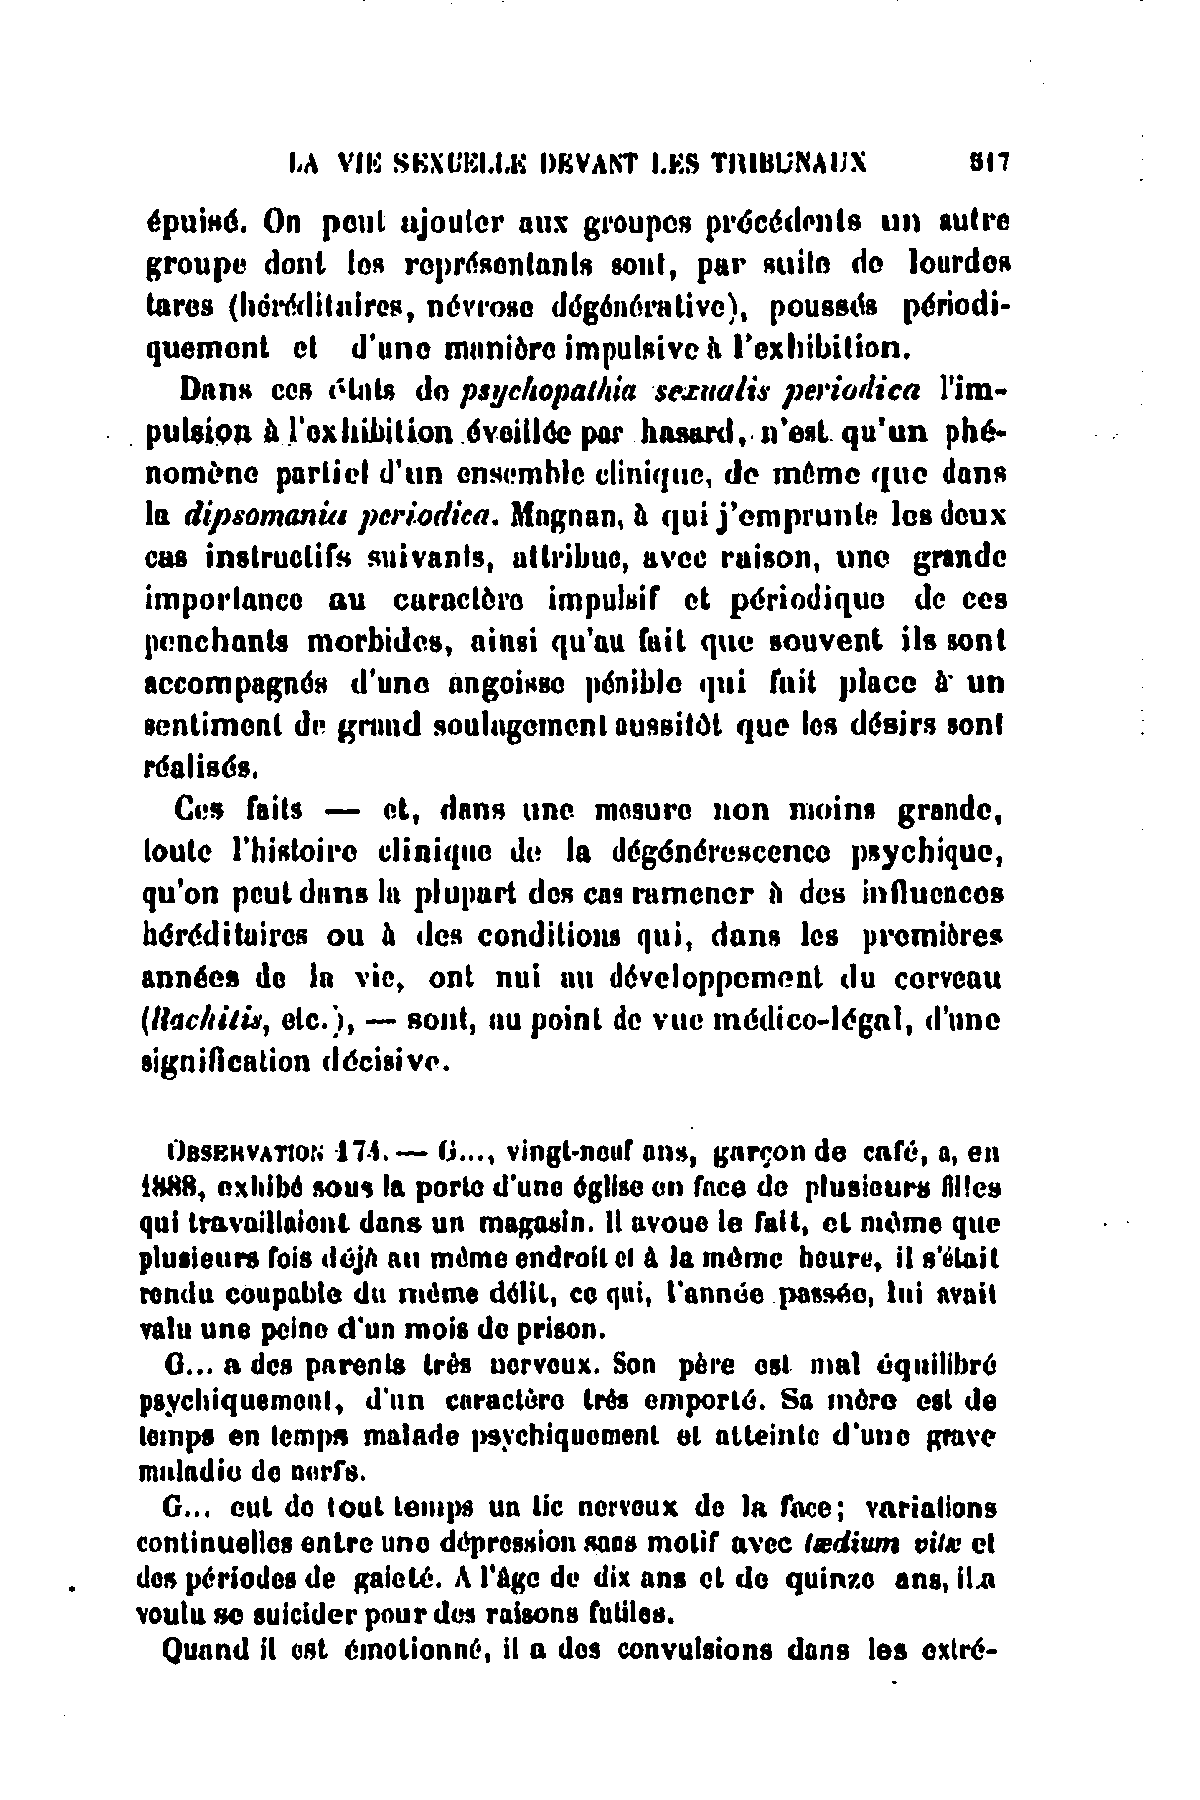 LA VIE SEXUELLE DEVANT LES TRIBUNAUX 517
épuisé. On peut ajouter aux groupes précédents un autre
groupe dont les représentants sont, par suite de lourdes
tares (héréditaires, névrose dégénérative), poussés périodi-
quement et d'une manière impulsive à l'exhibition.
Dans ces états de psychopathia sexualis periodica l'im-
pulsion à l'exhibition éveillée par hasard, n'est qu'un phé-
nomène partiel d'un ensemble clinique, de même que dans
la dipsomania periodica. Magnan, à qui j'emprunte les deux
cas instructifs suivants, attribue, avec raison, une grande
importance au caractère impulsif et périodique de ces
penchants morbides, ainsi qu'au fait que souvent ils sont
accompagnés d'une angoisse pénible qui fait place à un
sentiment de grand soulagement aussitôt que les désirs sont
réalisés.
Ces faits — et, dans une mesure non moins grande,
toute l'histoire clinique de la dégénérescence psychique,
qu'on peut dans la plupart des cas ramener à des influences
héréditaires ou à des conditions qui, dans les premières
années de la vie, ont nui au développement du cerveau
(Rachitis, etc.), — sont, au point de vue médico-légal, d'une
signification décisive.
OBSERVATION 174. — G..., vingt-neuf ans, garçon de café, a, en
1888, exhibé sous la porte d'une église en face de plusieurs filles
qui travaillaient dans un magasin. Il avoue le fait, et même que
plusieurs fois déjà au même endroit et à la même heure, il s'était
rendu coupable du même délit, ce qui, l'année passée, lui avait
valu une peine d'un mois de prison.
G... a des parents très nerveux. Son père est mal équilibré
psychiquement, d'un caractère très emporté. Sa mère est de
temps en temps malade psychiquement et atteinte d'une grave
maladie de nerfs.
G... eut de tout temps un tic nerveux de la face; variations
continuelles entre une dépression sans motif avec tædium vitæ et
des périodes de gaieté. A l'âge de dix ans et de quinze ans, il a
voulu se suicider pour des raisons futiles.
Quand il est émotionné, il a des convulsions dans les extré-